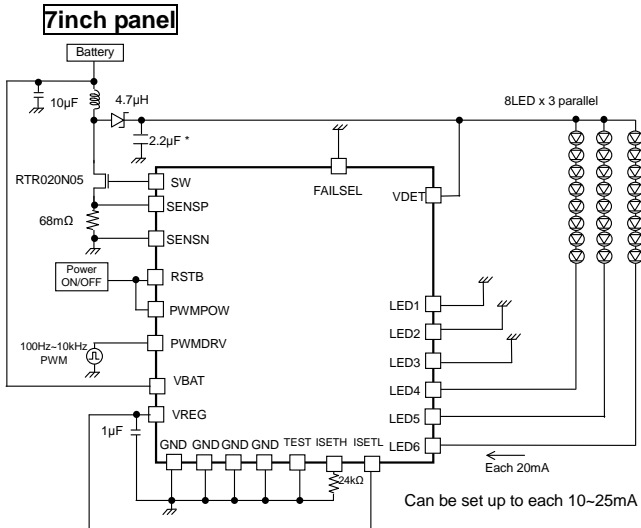 7inch panel
Battery
10µF
4.7µH
2.2µF *
8LED x 3 parallel
RTR020N05
68mΩ
SW
SENSP
SENSN
RSTB
PWMPOW
PWMDRV
VBAT
VREG
FAILSEL
VDET
Power
ON/OFF
100Hz~10kHz
PWM
LED1
LED2
LED3
LED4
LED5
LED6
1µF
GND GND GND GND TEST ISETH ISETL
24kΩ
Each 20mA
Can be set up to each 10~25mA